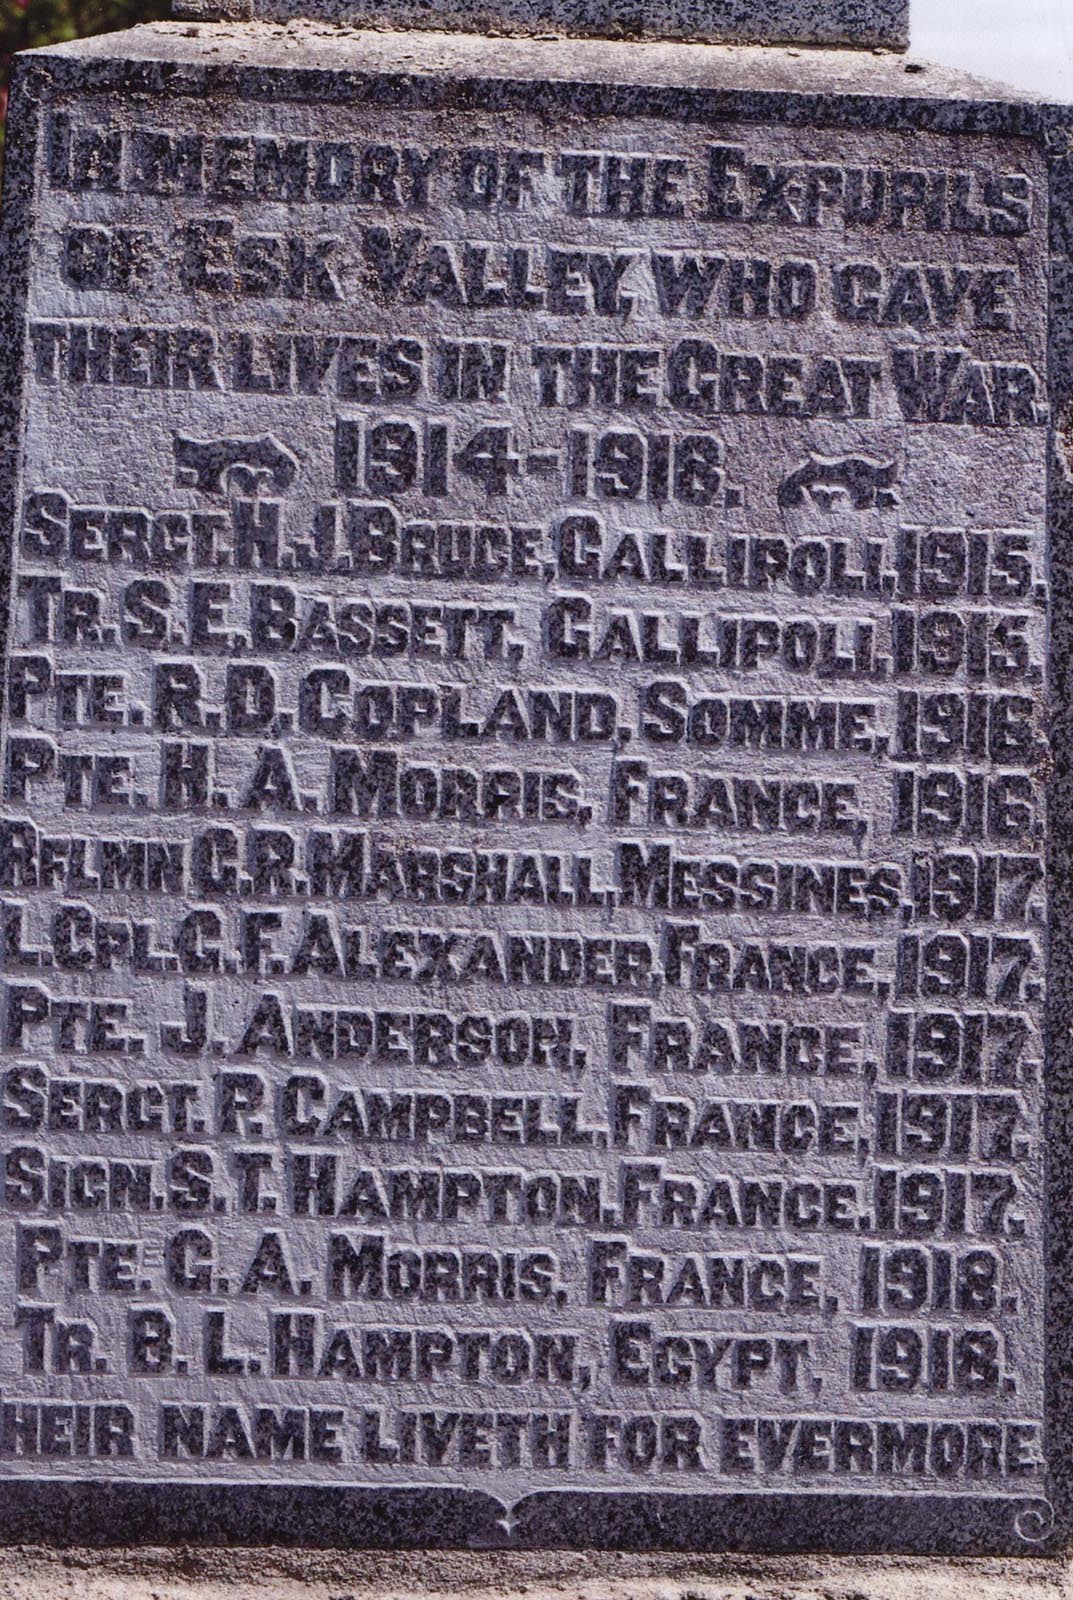 IN MEMORY OF THE EXPUPILS
OF ESK VALLEY, WHO GAVE
THEIR LIVES IN THE GREAT WAR.
1914-1918.
SERGT. H. J. BRUCE, GALLIPOLI, 1915.
TR. S. E. BASSETT, GALLIPOLI, 1915.
PTE. R. D. COPLAND, SOMME, 1916
PTE. H. A. MORRIS, FRANCE, 1916
RFLMN G. R. MARSHALL, MESSINES, 1917.
L. CPL. G. F. ALEXANDER, FRANCE, 1917.
PTE. J. ANDERSON, FRANCE, 1917.
SERGT. P. CAMPBELL, FRANCE, 1917.
SIGN. S. T. HAMPTON, FRANCE, 1917.
PTE. G. A. MORRIS, FRANCE, 1918.
TR. B. L. HAMPTON, EGYPT. 1918.
HEIR NAME LIVETH FOR EVERMORE.